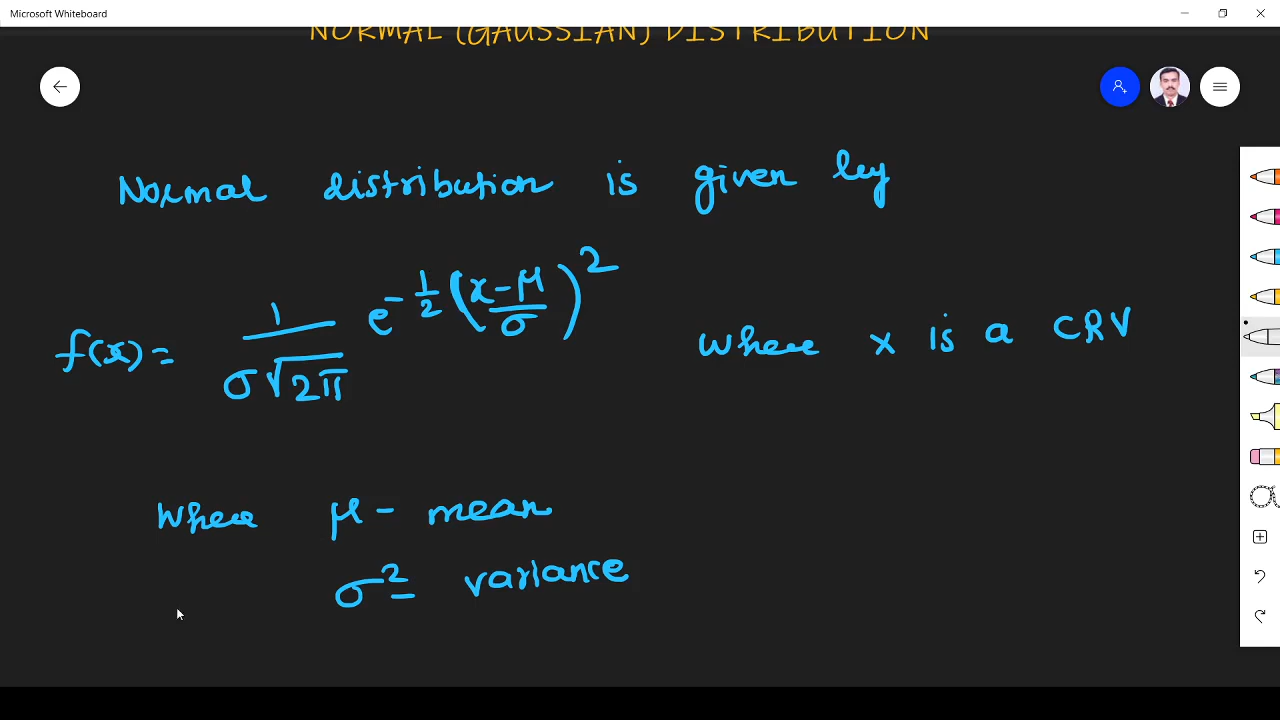 Microsoft Whiteboard
NORMAL (GAUSSIAN) DISTRIBUTION
Normal distribution is given by
f(x) = 1/(σ√2π) e^(-1/2 ((x-μ)/σ)^2) where x is a CRV
where μ - mean
σ² - variance